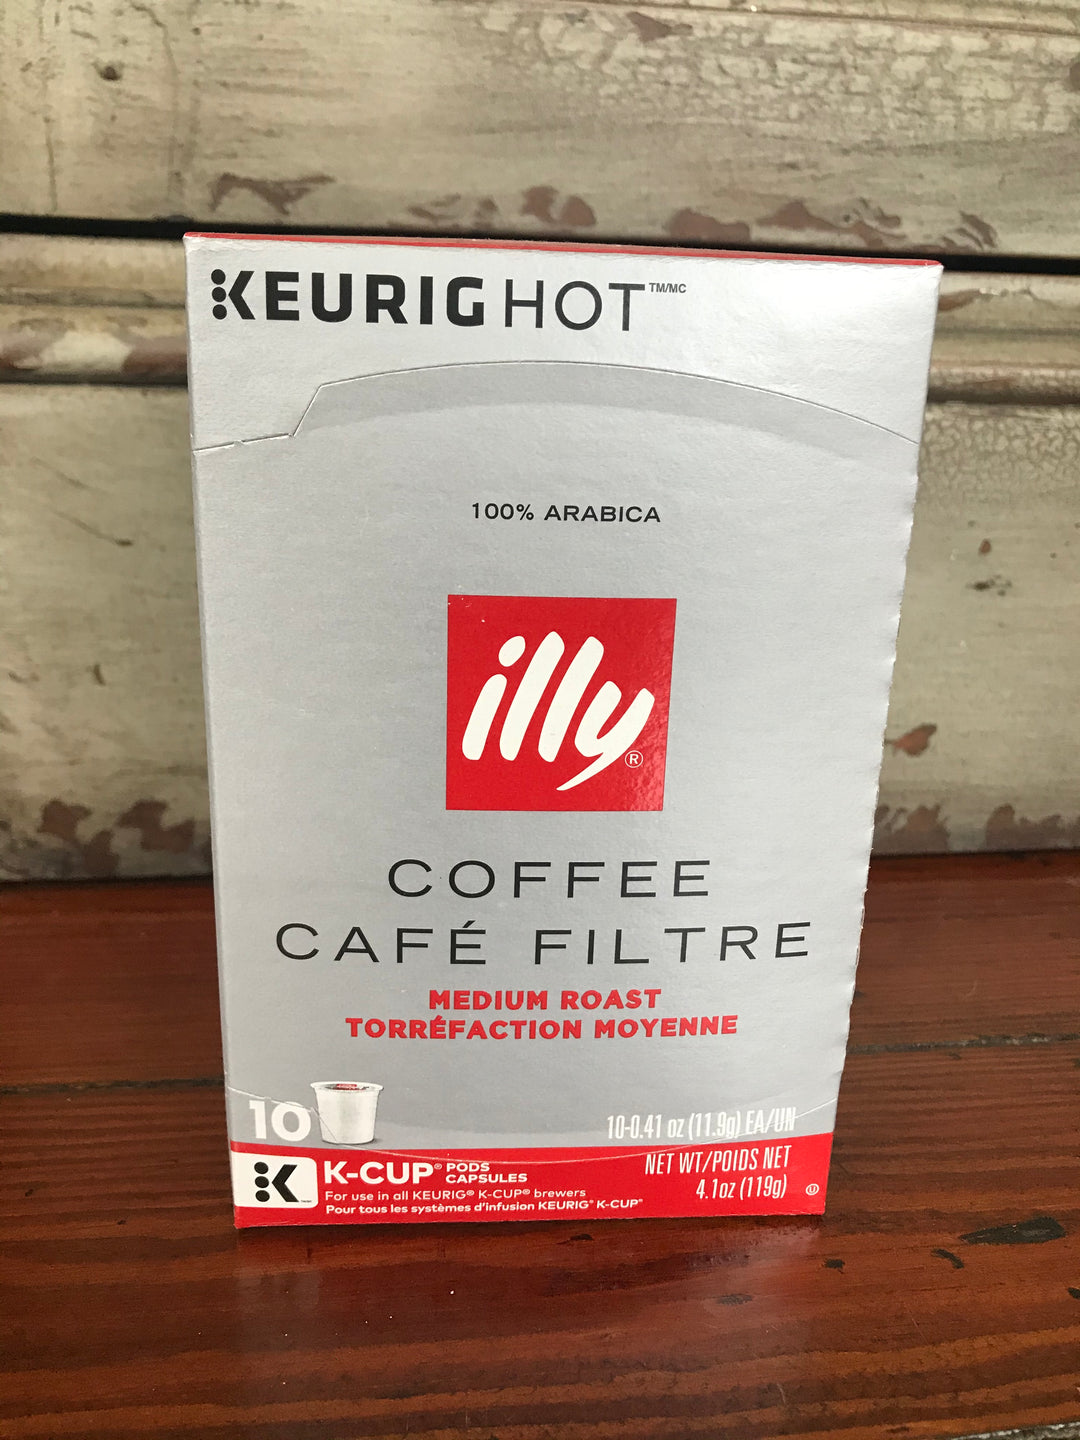 KEURIG HOT™/MC
100% ARABICA
illy®
COFFEE
CAFÉ FILTRE
MEDIUM ROAST
TORRÉFACTION MOYENNE
10
10-0.41 oz (11.9g) EA/UN
NET WT/POIDS NET
4.1oz (119g)
K
K-CUP® PODS
CAPSULES
For use in all KEURIG® K-CUP® brewers
Pour tous les systèmes d'infusion KEURIG® K-CUP®
U